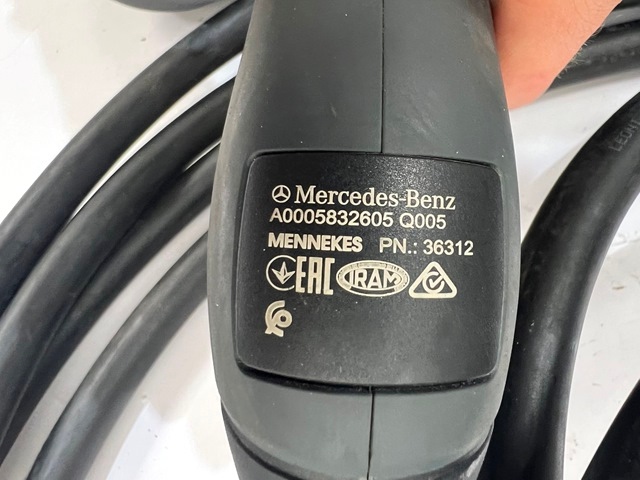 Mercedes-Benz
A0005832605 Q005
MENNEKES PN.: 36312
EAC IRAM